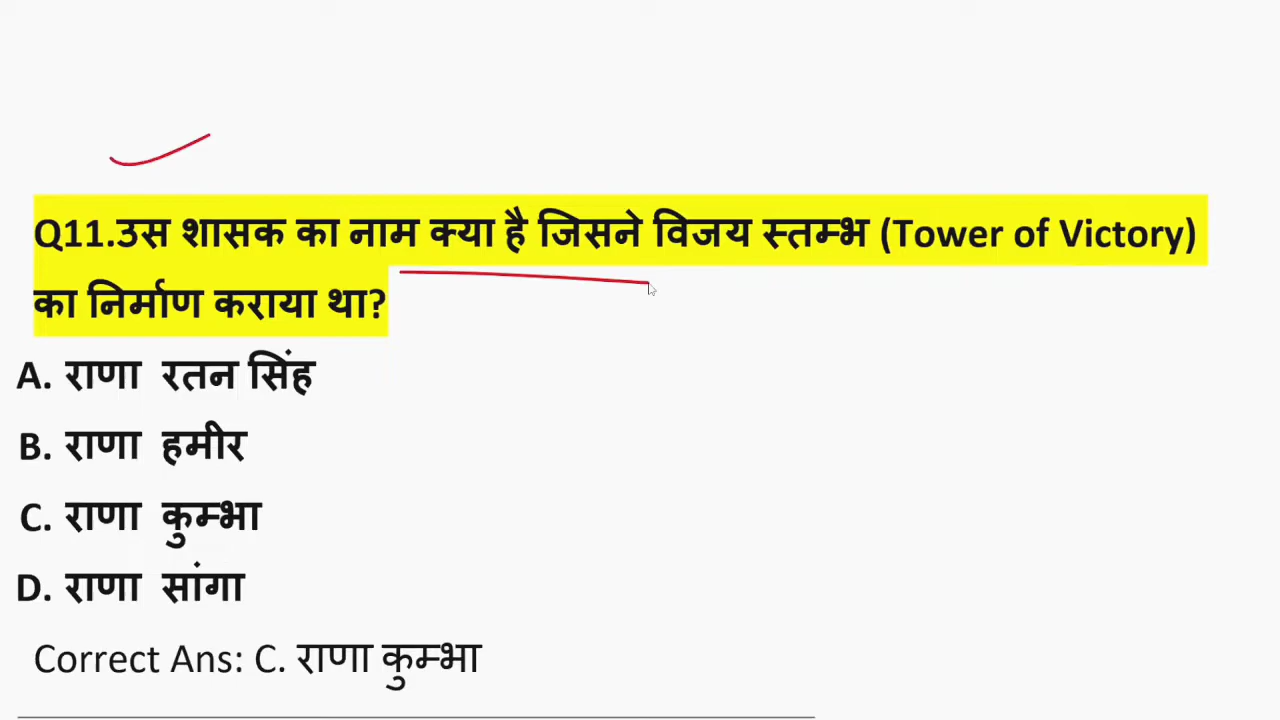 Q11.उस शासक का नाम क्या है जिसने विजय स्तम्भ (Tower of Victory)
का निर्माण कराया था?
A. राणा रतन सिंह
B. राणा हमीर
C. राणा कुम्भा
D. राणा सांगा
Correct Ans: C. राणा कुम्भा